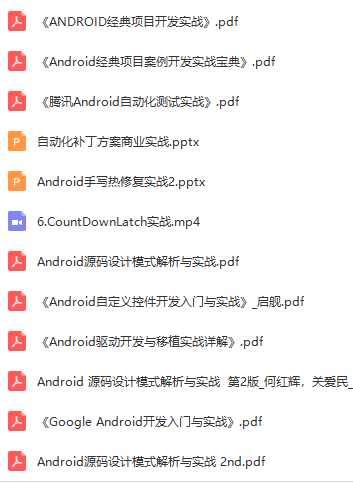 《ANDROID经典项目开发实战》.pdf
《Android经典项目案例开发实战宝典》.pdf
《腾讯Android自动化测试实战》.pdf
自动化补丁方案商业实战.pptx
Android手写热修复实战2.pptx
6.CountDownLatch实战.mp4
Android源码设计模式解析与实战.pdf
《Android自定义控件开发入门与实战》_启舰.pdf
《Android驱动开发与移植实战详解》.pdf
Android 源码设计模式解析与实战 第2版_何红辉，关爱民_
《Google Android开发入门与实战》.pdf
Android源码设计模式解析与实战 2nd.pdf